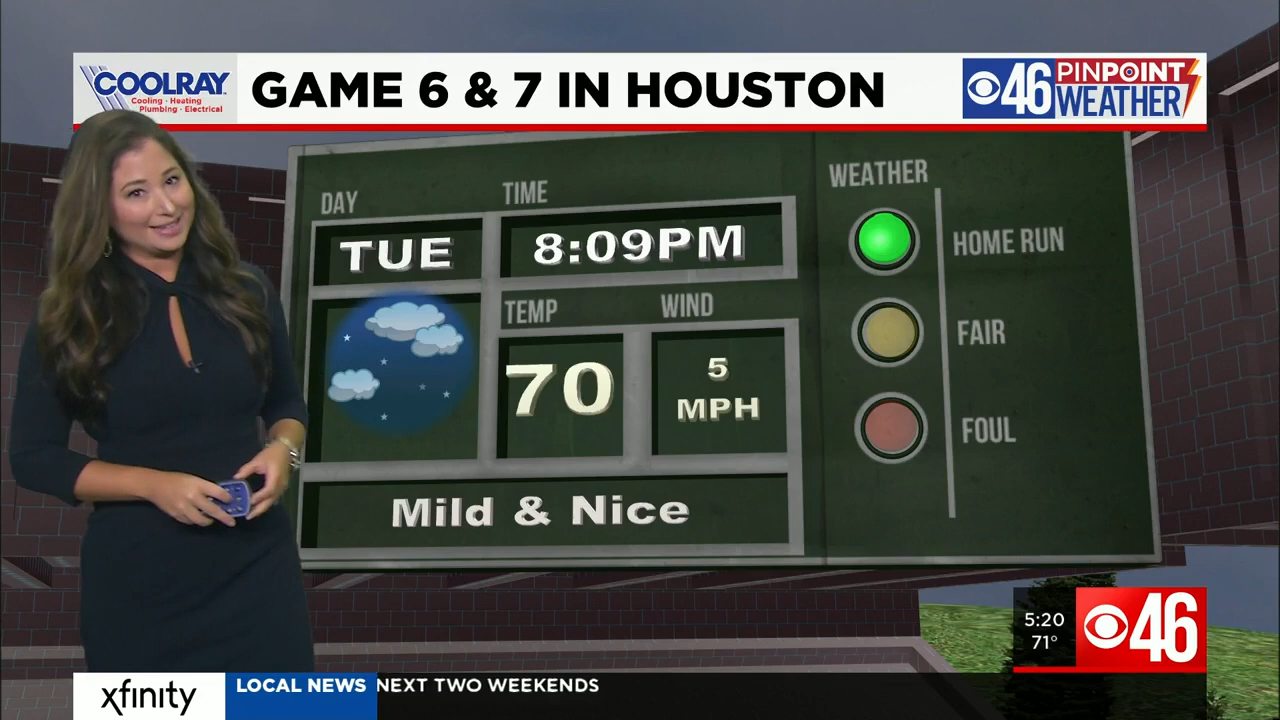 COOLRAY
Cooling · Heating
Plumbing · Electrical
GAME 6 & 7 IN HOUSTON
46 PINPOINT
WEATHER
DAY
TIME
WEATHER
TUE
8:09PM
HOME RUN
TEMP
WIND
FAIR
70
5
MPH
FOUL
Mild & Nice
5:20
71°
46
xfinity
LOCAL NEWS
NEXT TWO WEEKENDS